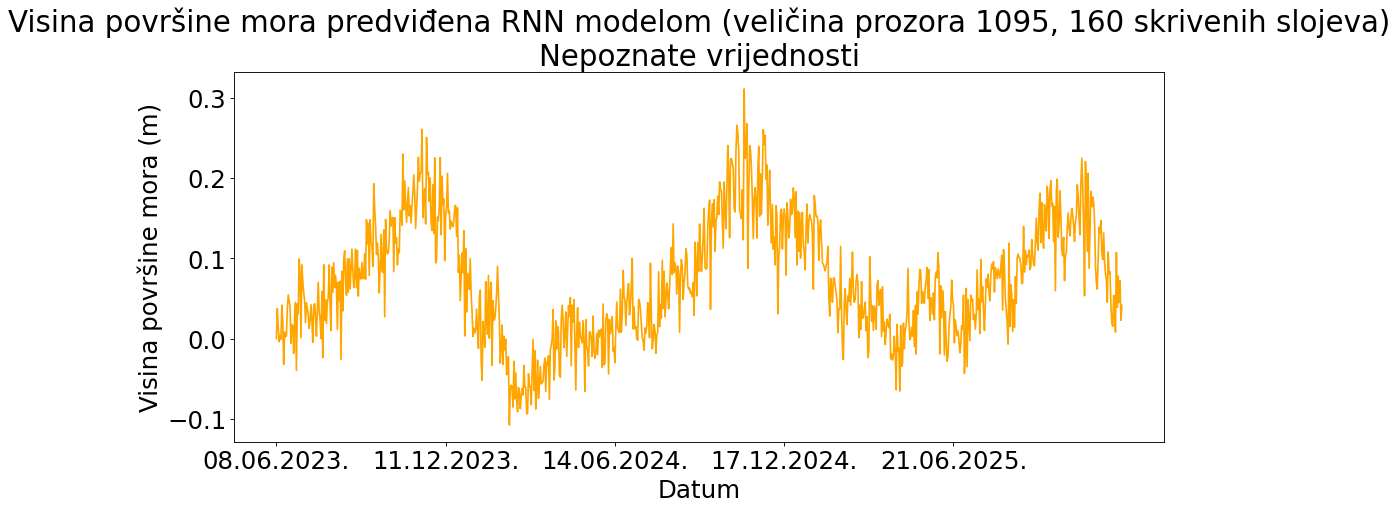 Visina površine mora predviđena RNN modelom (veličina prozora 1095, 160 skrivenih slojeva)
Nepoznate vrijednosti
Visina površine mora (m)
0.3
0.2
0.1
0.0
−0.1
08.06.2023. 11.12.2023. 14.06.2024. 17.12.2024. 21.06.2025.
Datum